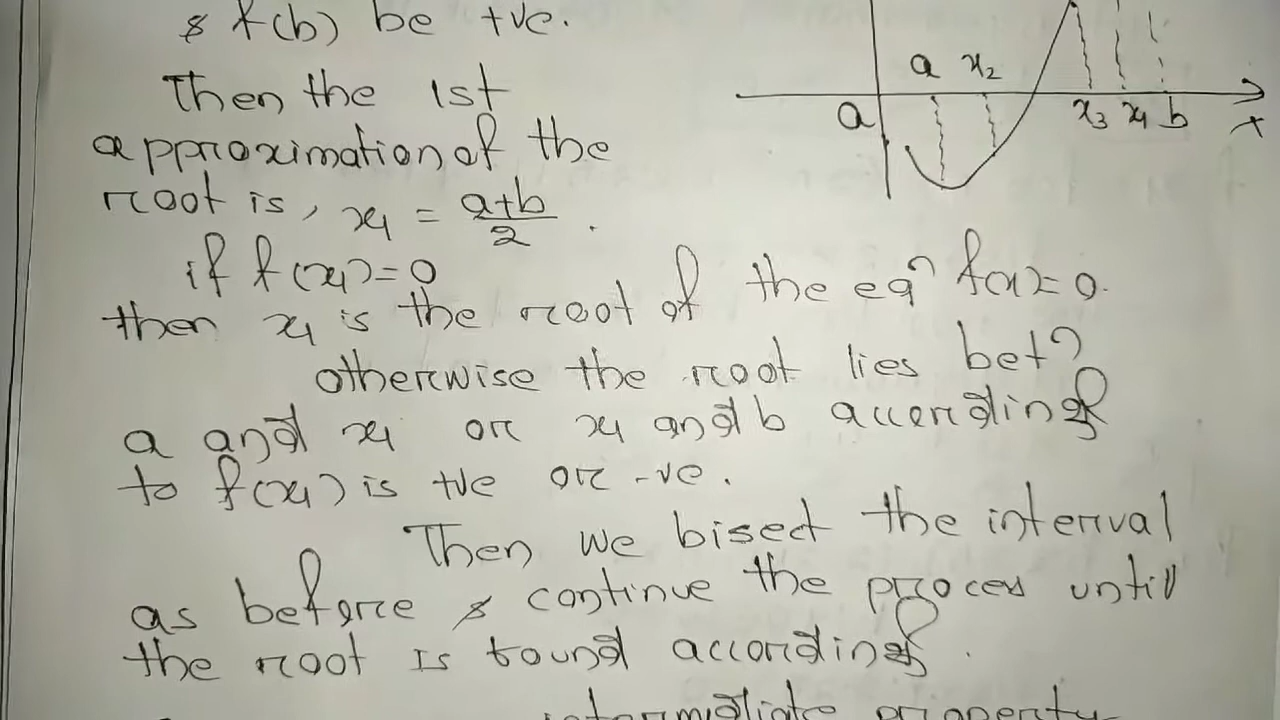 & f(b) be +ve.
Then the 1st
approximation of the
root is, x₁ = (a+b)/2 .
if f(x₁)=0
then x₁ is the root of the eqⁿ f(x)=0.
otherwise the root lies betⁿ
a and x₁ or x₁ and b according
to f(x₁) is +ve or -ve.
Then we bisect the interval
as before & continue the process until
the root is found according.
property
a x₂
a x₃ x₁ b x